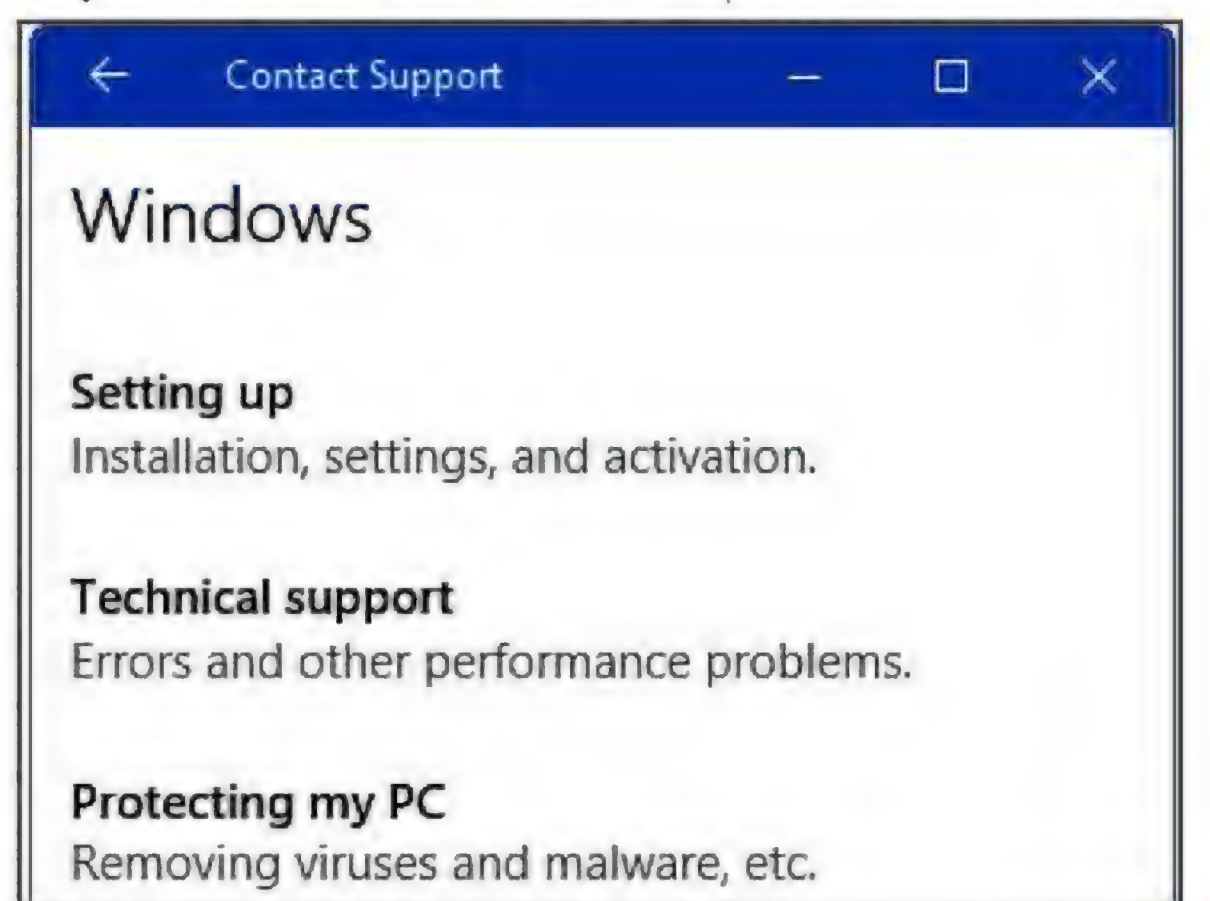 Contact Support
Windows
Setting up
Installation, settings, and activation.
Technical support
Errors and other performance problems.
Protecting my PC
Removing viruses and malware, etc.